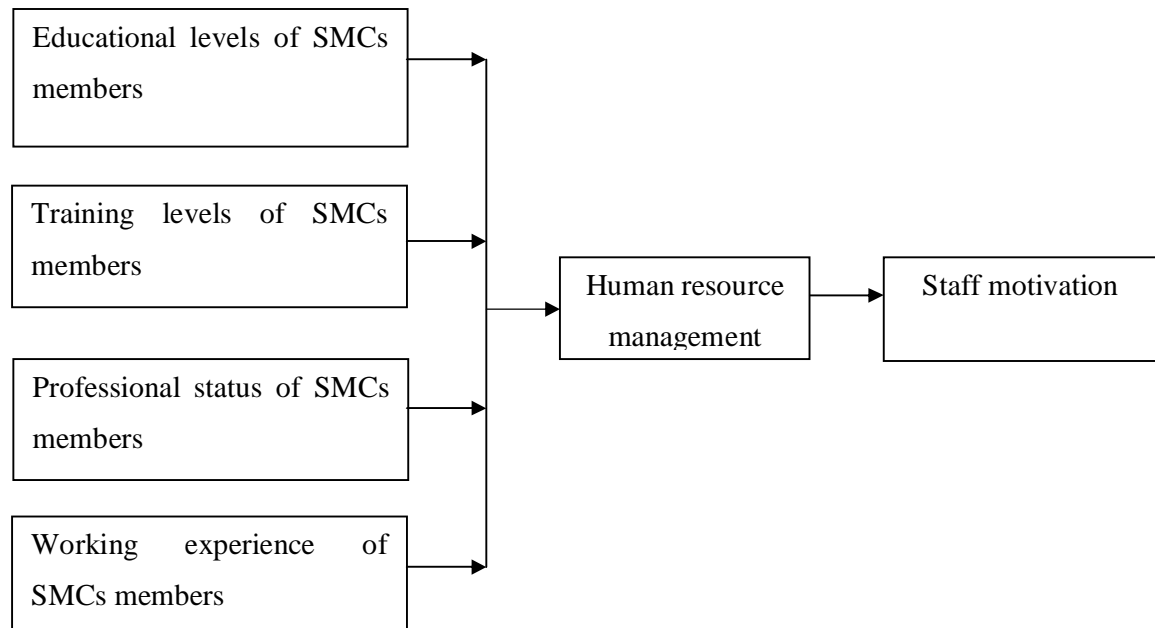 Educational levels of SMCs
members
Training levels of SMCs
members
Professional status of SMCs
members
Working experience of
SMCs members
Human resource
management
Staff motivation